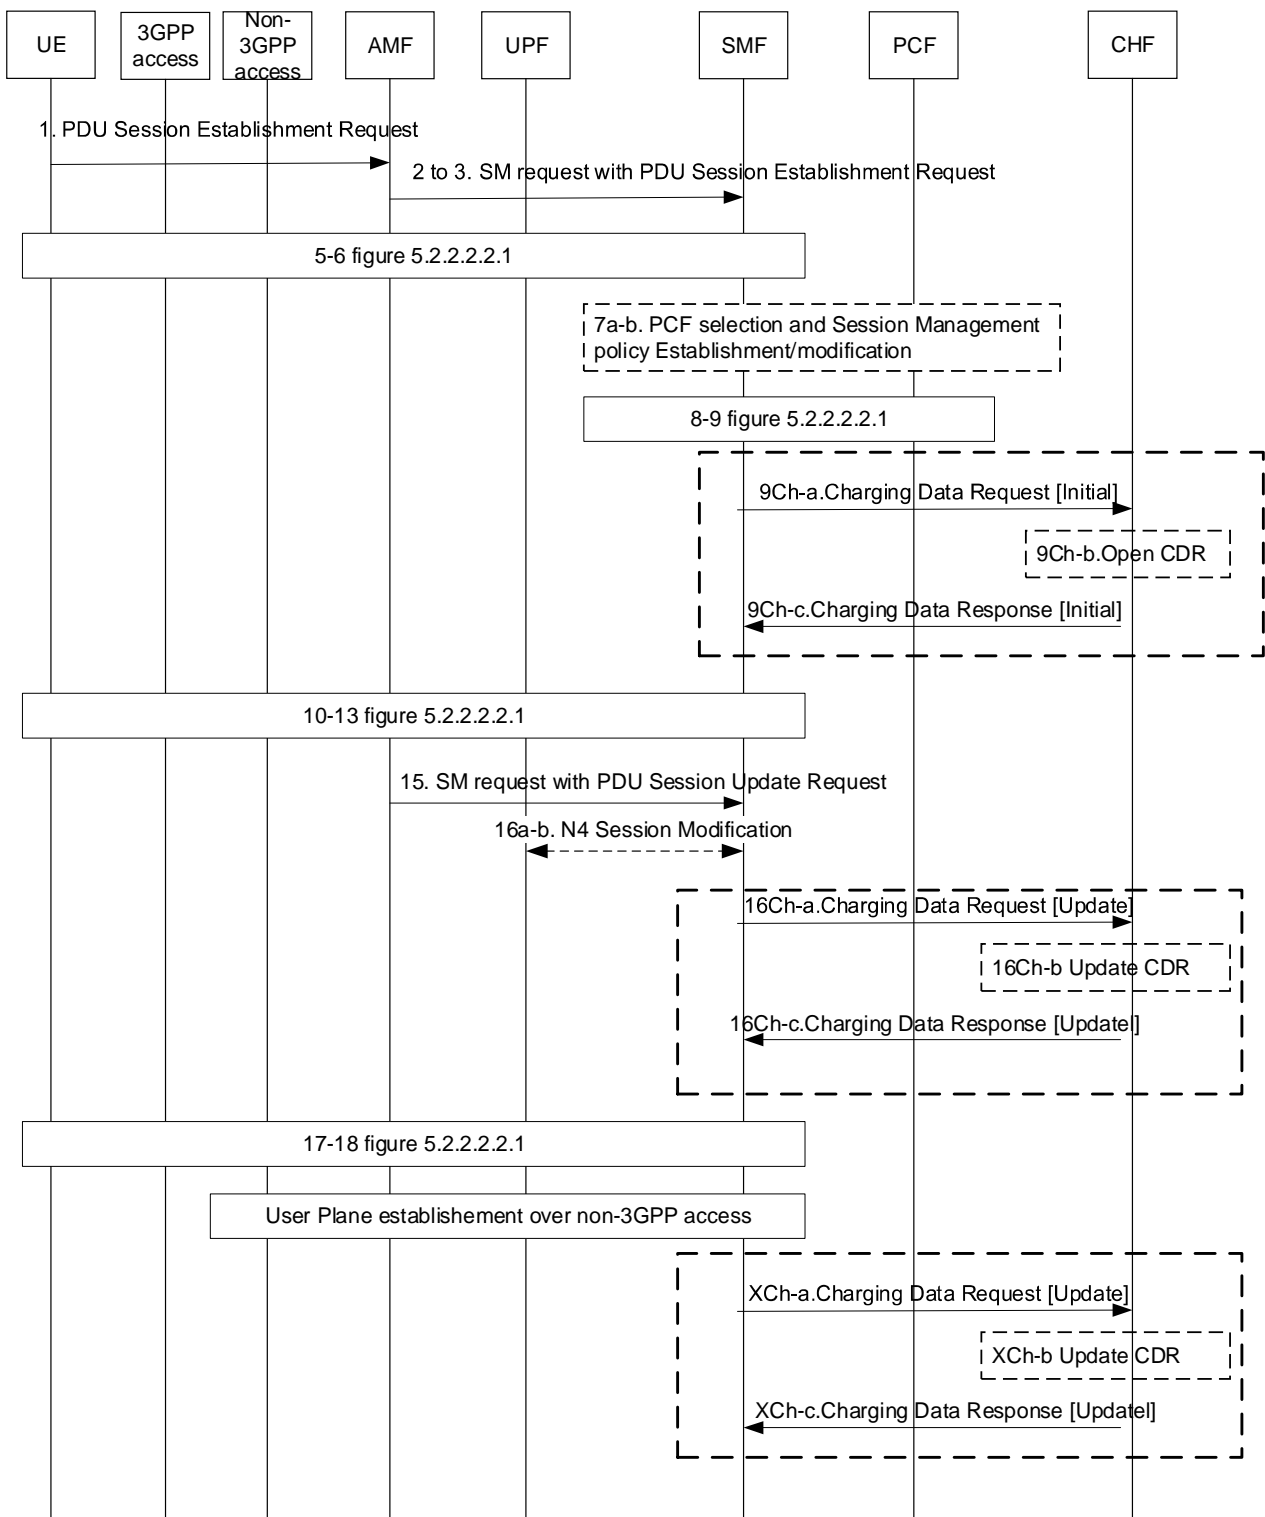 UE
3GPP
access
Non-
3GPP
access
AMF
UPF
SMF
PCF
CHF
1. PDU Session Establishment Request
2 to 3. SM request with PDU Session Establishment Request
5-6 figure 5.2.2.2.2.1
7a-b. PCF selection and Session Management
policy Establishment/modification
8-9 figure 5.2.2.2.2.1
9Ch-a.Charging Data Request [Initial]
9Ch-b.Open CDR
9Ch-c.Charging Data Response [Initial]
10-13 figure 5.2.2.2.2.1
15. SM request with PDU Session Update Request
16a-b. N4 Session Modification
16Ch-a.Charging Data Request [Update]
16Ch-b Update CDR
16Ch-c.Charging Data Response [Updatel]
17-18 figure 5.2.2.2.2.1
User Plane establishement over non-3GPP access
XCh-a.Charging Data Request [Update]
XCh-b Update CDR
XCh-c.Charging Data Response [Updatel]